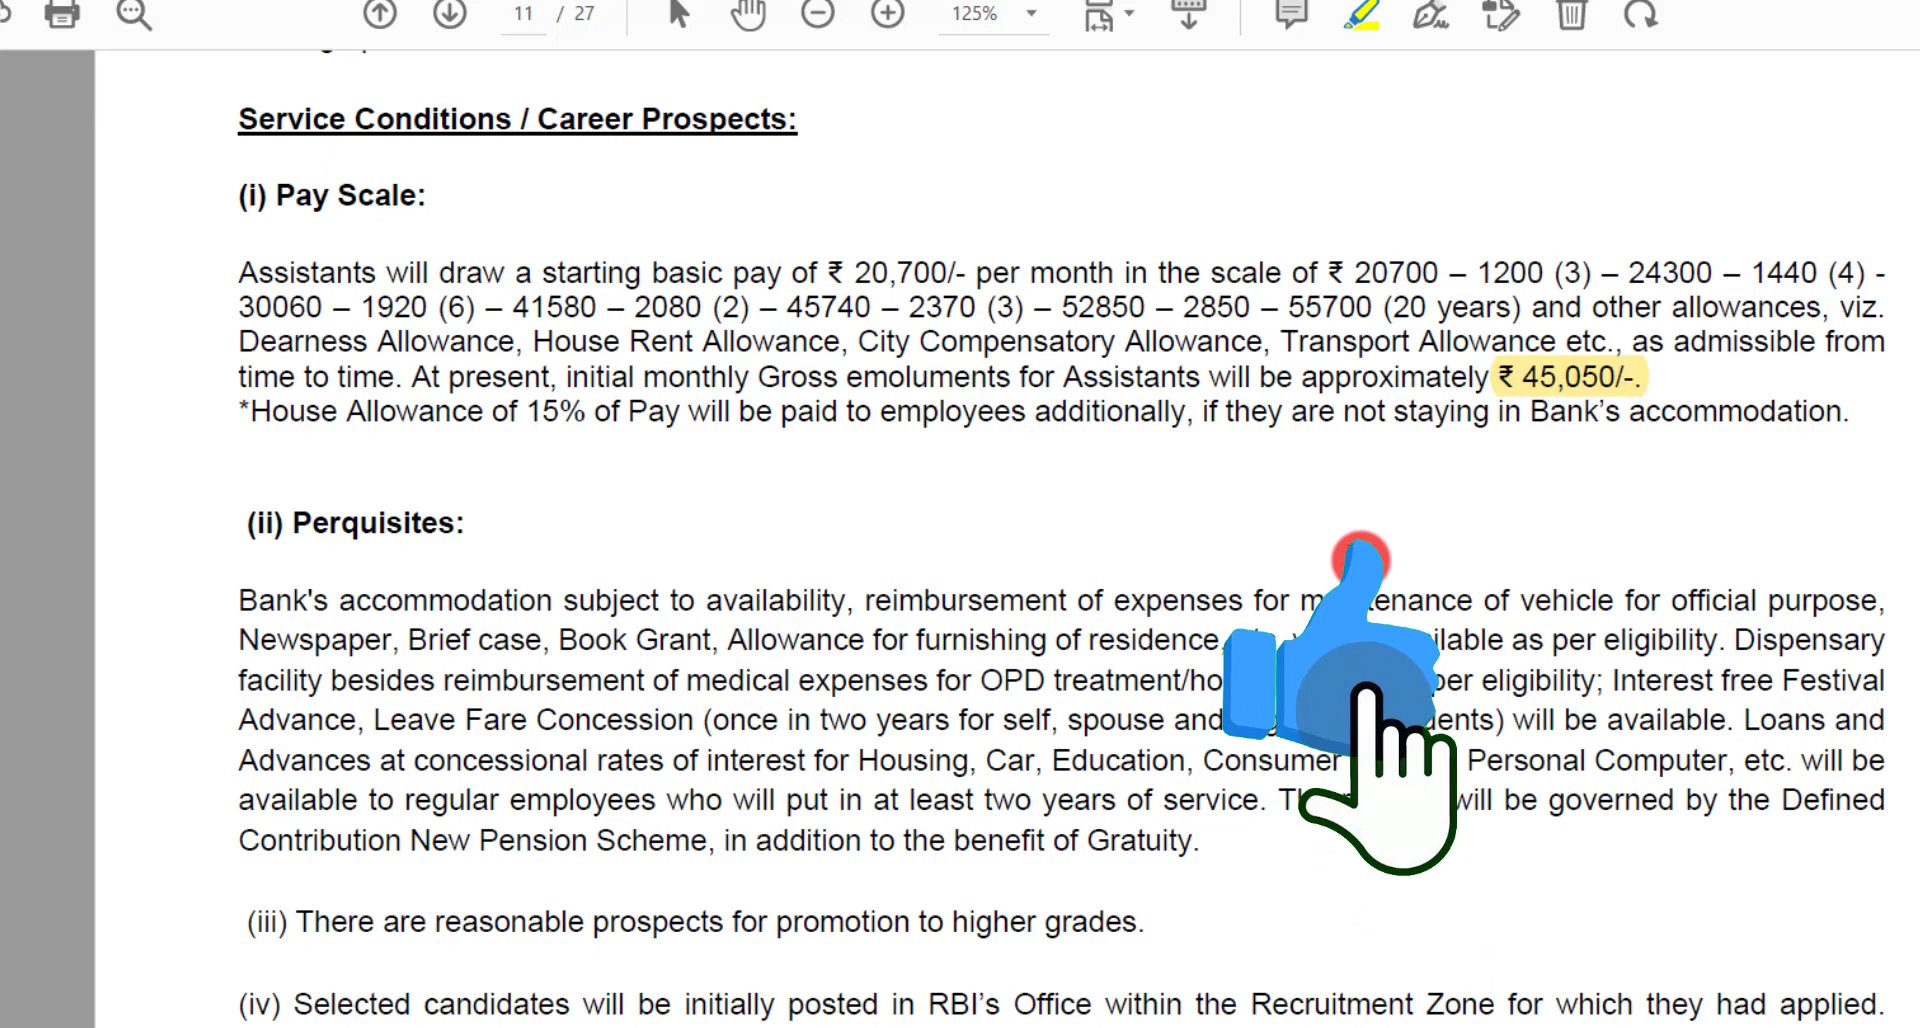 11 / 27
125%
Service Conditions / Career Prospects:
(i) Pay Scale:
Assistants will draw a starting basic pay of ₹ 20,700/- per month in the scale of ₹ 20700 – 1200 (3) – 24300 – 1440 (4) -
30060 – 1920 (6) – 41580 – 2080 (2) – 45740 – 2370 (3) – 52850 – 2850 – 55700 (20 years) and other allowances, viz.
Dearness Allowance, House Rent Allowance, City Compensatory Allowance, Transport Allowance etc., as admissible from
time to time. At present, initial monthly Gross emoluments for Assistants will be approximately ₹ 45,050/-.
*House Allowance of 15% of Pay will be paid to employees additionally, if they are not staying in Bank's accommodation.
(ii) Perquisites:
Bank's accommodation subject to availability, reimbursement of expenses for of vehicle for official purpose,
Newspaper, Brief case, Book Grant, Allowance for furnishing of residence, as per eligibility. Dispensary
facility besides reimbursement of medical expenses for OPD per eligibility; Interest free Festival
Advance, Leave Fare Concession (once in two years for self, spouse and will be available. Loans and
Advances at concessional rates of interest for Housing, Car, Education, Consumer Personal Computer, etc. will be
available to regular employees who will put in at least two years of service. will be governed by the Defined
Contribution New Pension Scheme, in addition to the benefit of Gratuity.
(iii) There are reasonable prospects for promotion to higher grades.
(iv) Selected candidates will be initially posted in RBI's Office within the Recruitment Zone for which they had applied.